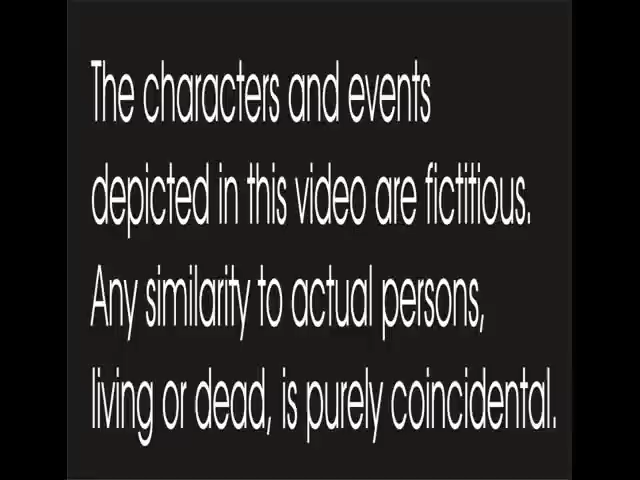 The characters and events
depicted in this video are fictitious.
Any similarity to actual persons,
living or dead, is purely coincidental.